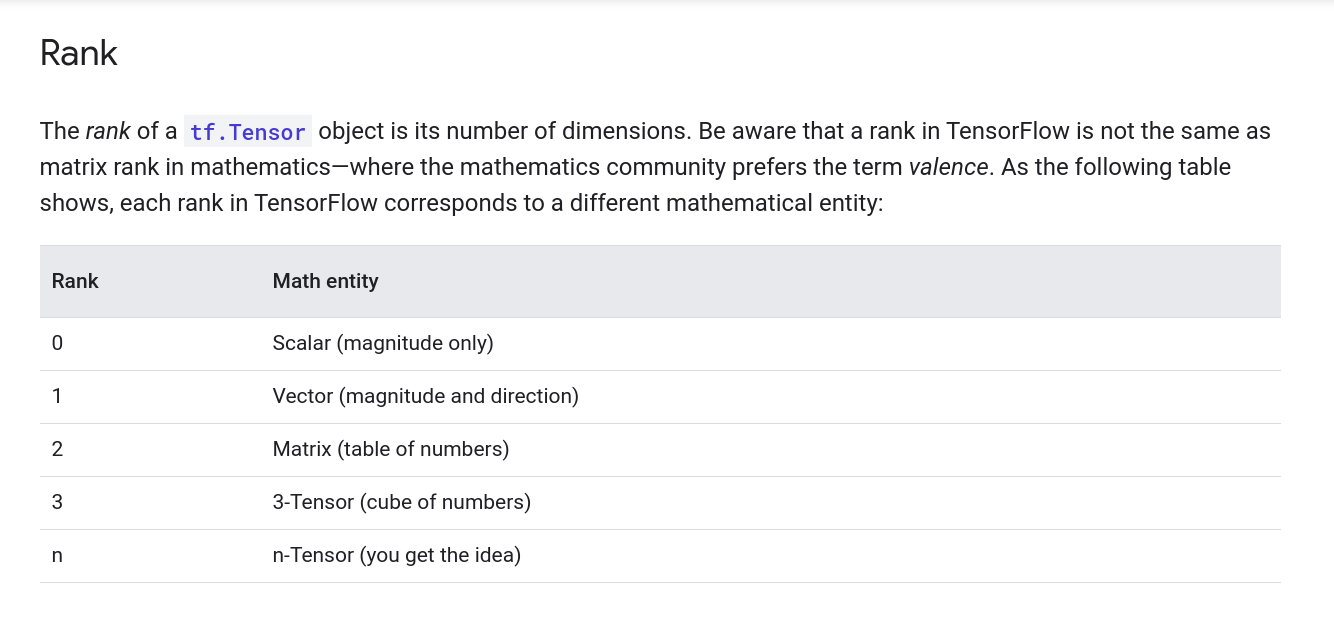 Rank
The rank of a tf.Tensor object is its number of dimensions. Be aware that a rank in TensorFlow is not the same as
matrix rank in mathematics—where the mathematics community prefers the term valence. As the following table
shows, each rank in TensorFlow corresponds to a different mathematical entity:
Rank Math entity
0 Scalar (magnitude only)
1 Vector (magnitude and direction)
2 Matrix (table of numbers)
3 3-Tensor (cube of numbers)
n n-Tensor (you get the idea)